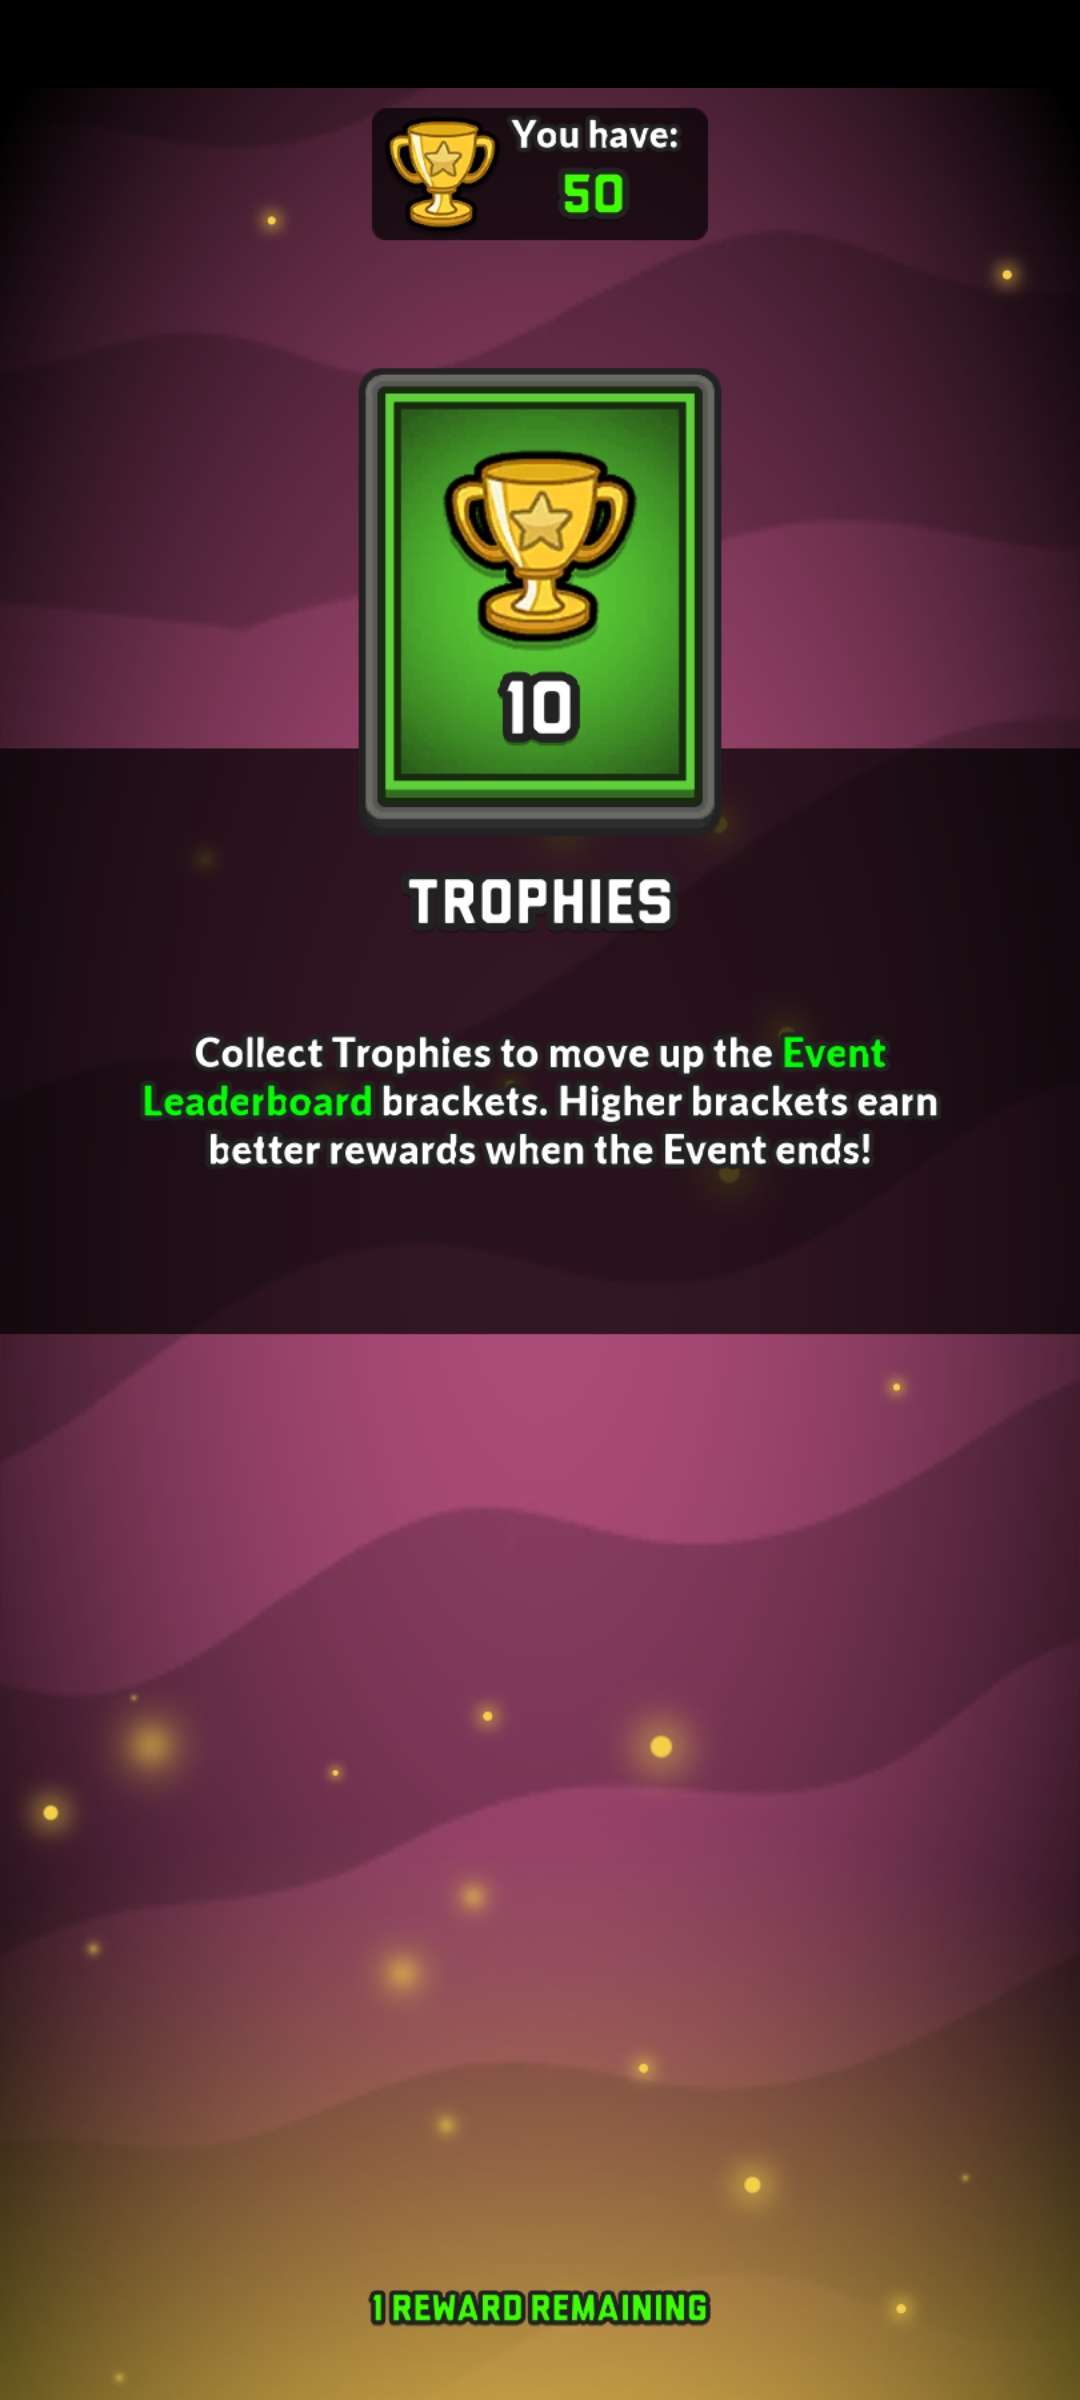 You have:
50
10
TROPHIES
Collect Trophies to move up the Event
Leaderboard brackets. Higher brackets earn
better rewards when the Event ends!
1 REWARD REMAINING